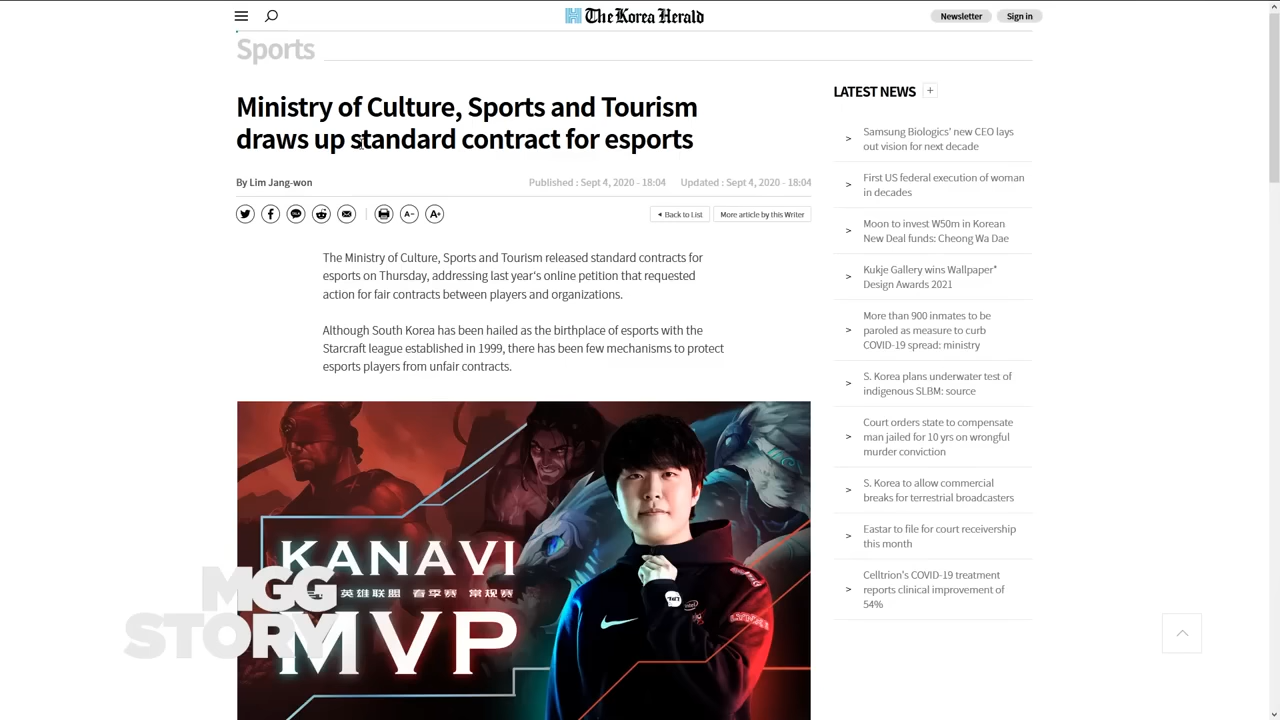 The Korea Herald
Newsletter
Sign in
Sports
Ministry of Culture, Sports and Tourism
draws up standard contract for esports
By Lim Jang-won
Published : Sept 4, 2020 - 18:04
Updated : Sept 4, 2020 - 18:04
A-
A+
Back to List
More article by this Writer
The Ministry of Culture, Sports and Tourism released standard contracts for
esports on Thursday, addressing last year's online petition that requested
action for fair contracts between players and organizations.
Although South Korea has been hailed as the birthplace of esports with the
Starcraft league established in 1999, there has been few mechanisms to protect
esports players from unfair contracts.
KANAVI
英雄联盟 春季赛 常规赛
MVP
MGG
STORY
LATEST NEWS +
> Samsung Biologics' new CEO lays
out vision for next decade
> First US federal execution of woman
in decades
> Moon to invest W50m in Korean
New Deal funds: Cheong Wa Dae
> Kukje Gallery wins Wallpaper*
Design Awards 2021
> More than 900 inmates to be
paroled as measure to curb
COVID-19 spread: ministry
> S. Korea plans underwater test of
indigenous SLBM: source
> Court orders state to compensate
man jailed for 10 yrs on wrongful
murder conviction
> S. Korea to allow commercial
breaks for terrestrial broadcasters
> Eastar to file for court receivership
this month
> Celltrion's COVID-19 treatment
reports clinical improvement of
54%